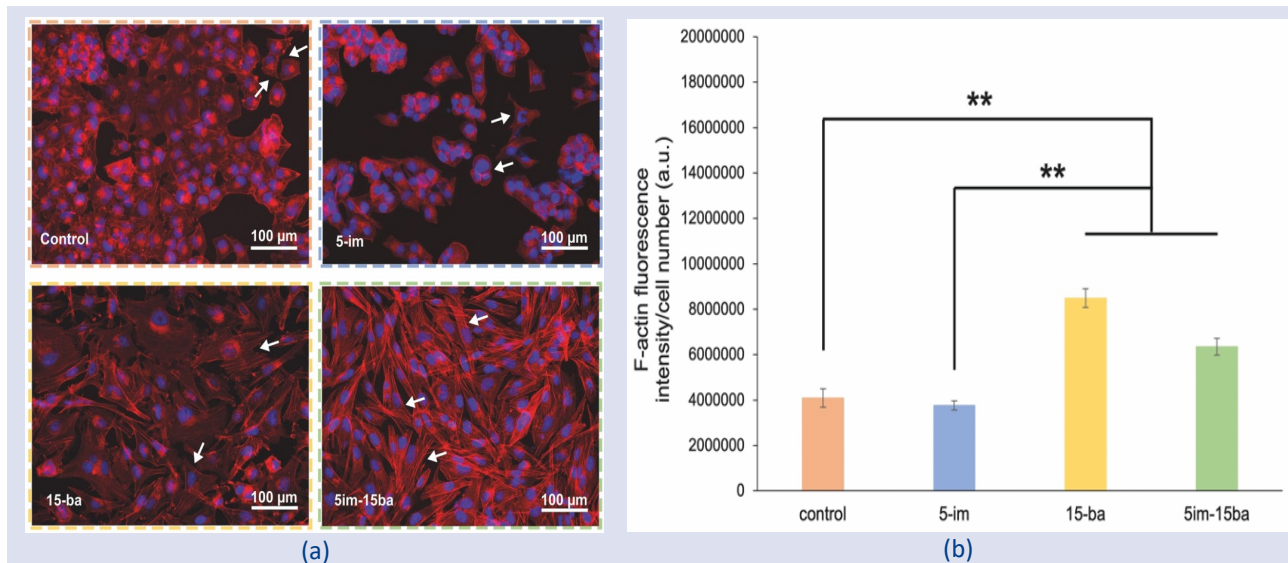 Control
100 µm
5-im
100 µm
15-ba
100 µm
5im-15ba
100 µm
(a)
F-actin fluorescence
intensity/cell number (a.u.)
20000000
18000000
16000000
14000000
12000000
10000000
8000000
6000000
4000000
2000000
0
**
**
control
5-im
15-ba
5im-15ba
(b)